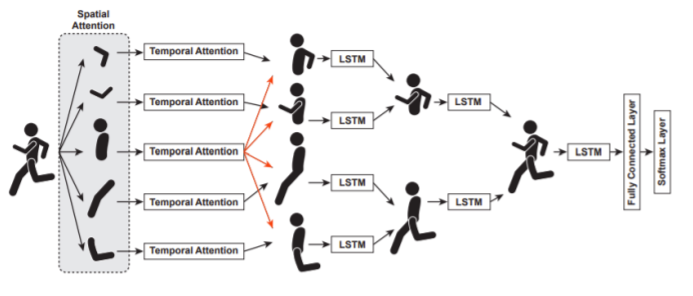 Spatial
Attention
Temporal Attention
LSTM
Temporal Attention
LSTM
LSTM
Temporal Attention
LSTM
Fully Connected Layer
Softmax Layer
Temporal Attention
LSTM
LSTM
Temporal Attention
LSTM